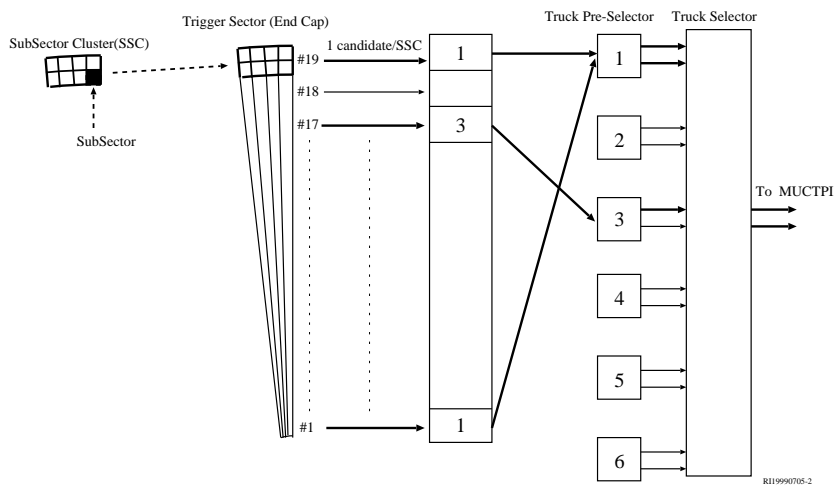 SubSector Cluster(SSC)
SubSector
Trigger Sector (End Cap)
1 candidate/SSC
#19
#18
#17
#1
1
3
1
Truck Pre-Selector
1
2
3
4
5
6
Truck Selector
To MUCTPI
RI19990705-2